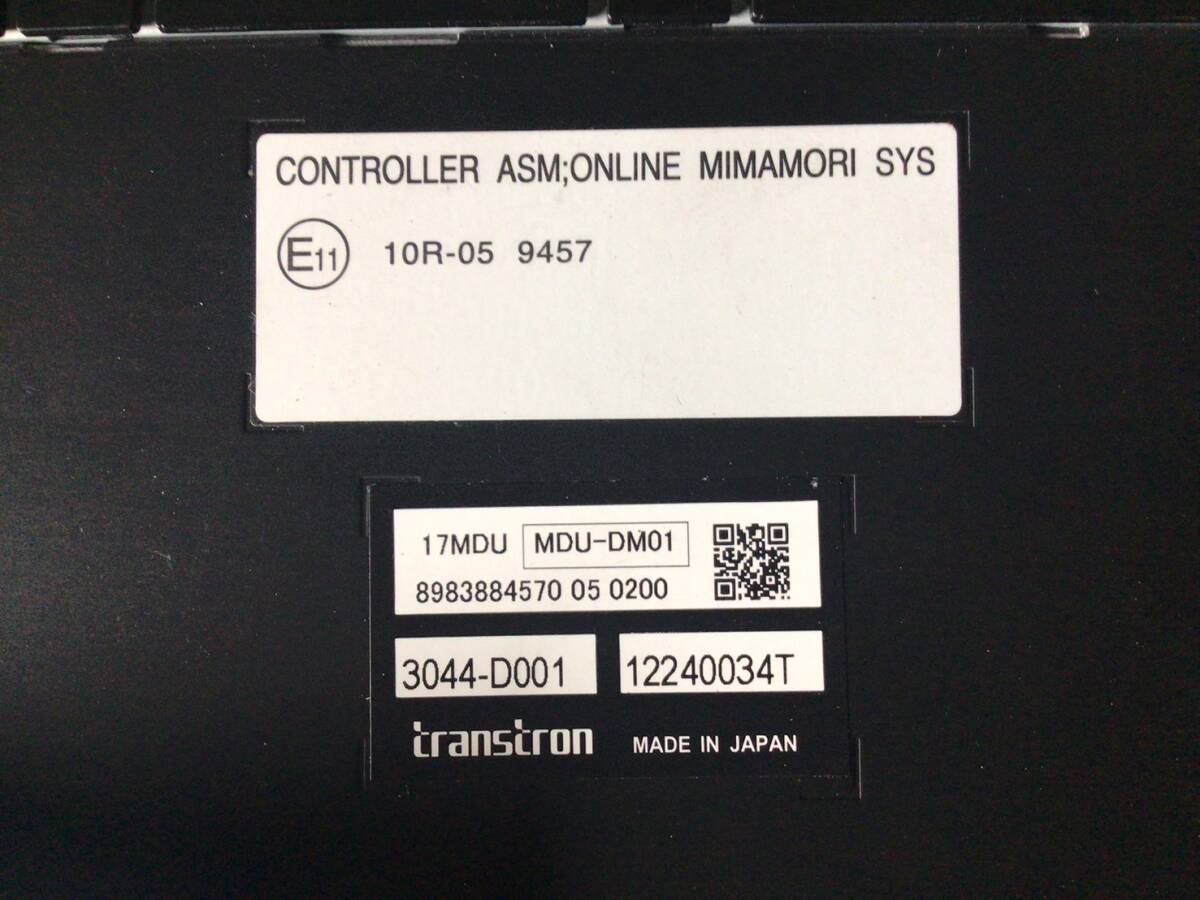 CONTROLLER ASM;ONLINE MIMAMORI SYS
E11 10R-05 9457
17MDU MDU-DM01
8983884570 05 0200
3044-D001 12240034T
transtron MADE IN JAPAN